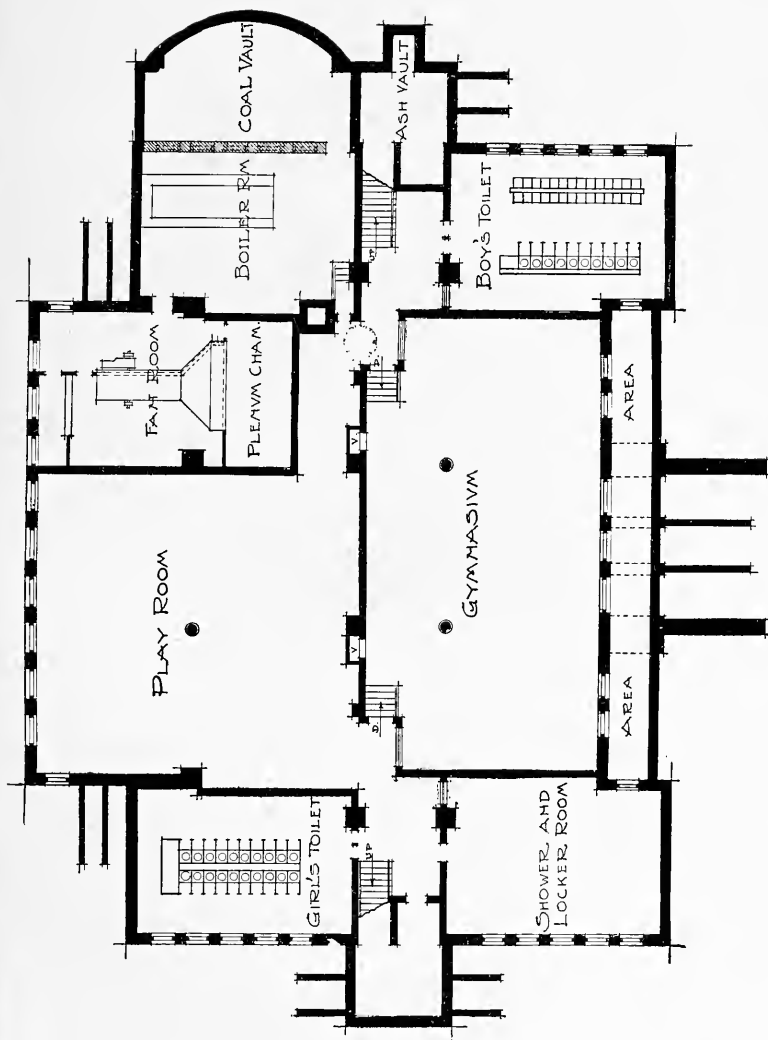 COAL VAULT
ASH VAULT
BOILER RM
UP
BOY'S TOILET
FAN ROOM
PLENUM CHAM.
D
AREA
V
PLAY ROOM
GYMNASIUM
V
D
AREA
GIRL'S TOILET
UP
SHOWER AND
LOCKER ROOM